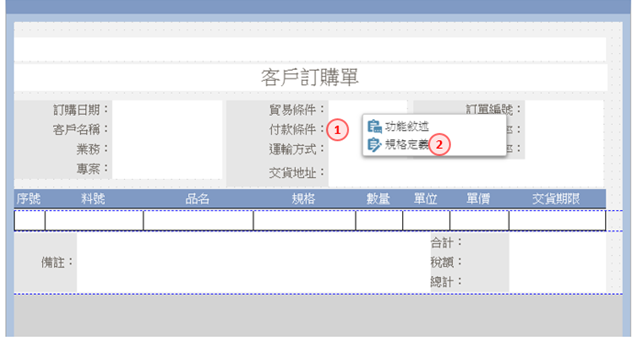 客戶訂購單
訂購日期： 貿易條件： 訂單編號：
客戶名稱： 付款條件： 1 功能敘述
業務： 運輸方式： 規格定義 2
專案： 交貨地址：
序號 料號 品名 規格 數量 單位 單價 交貨期限
備註： 合計：
稅額：
總計：